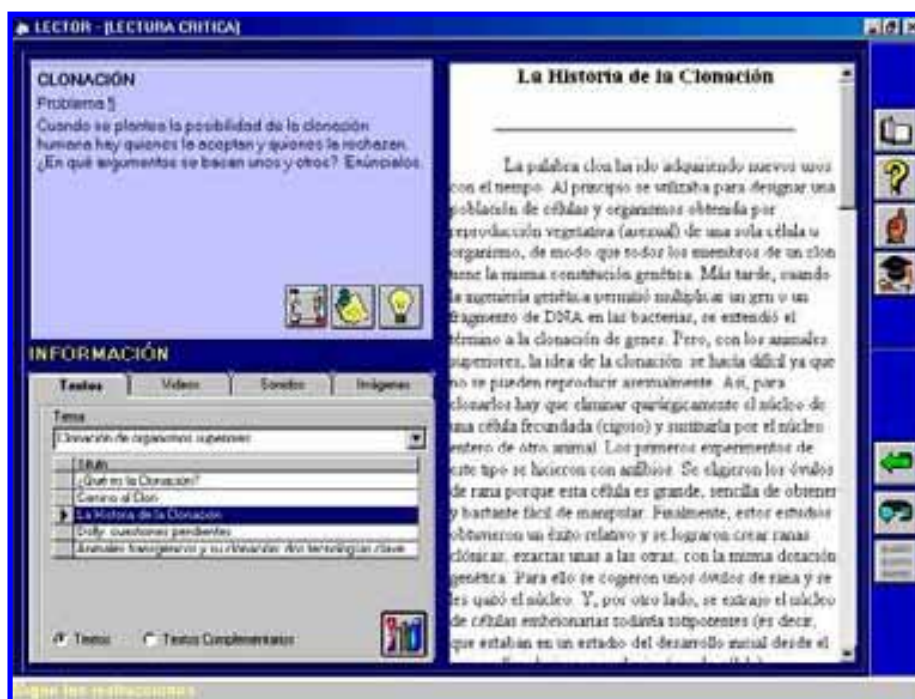 LECTOR - [LECTURA CRITICA]
CLONACIÓN
Problema 5
Cuando se plantea la posibilidad de la clonación
humana hay quienes la aceptan y quienes la rechazan.
¿En qué argumentos se basan unos y otros? Enúncialos.
INFORMACIÓN
Textos
Videos
Sonidos
Imágenes
Tema
Clonación de organismos superiores
Título
¿Qué es la Clonación?
Camino al Clon
La Historia de la Clonación
Dolly: cuestiones pendientes
Animales transgénicos y su clonación: dos tecnologías clave
Textos
Textos Complementarios
La Historia de la Clonación
La palabra clon ha ido adquiriendo nuevos usos
con el tiempo. Al principio se utilizaba para designar una
población de células y organismos obtenida por
reproducción vegetativa (asexual) de una sola célula u
organismo, de modo que todos los miembros de un clon
tiene la misma constitución genética. Más tarde, cuando
la ingeniería genética permitió multiplicar un gen o un
fragmento de DNA en las bacterias, se extendió el
término a la clonación de genes. Pero, con los animales
superiores, la idea de la clonación se hacía difícil ya que
no se pueden reproducir asexualmente. Así, para
clonarlos hay que eliminar quirúrgicamente el núcleo de
una célula fecundada (cigoto) y sustituirla por el núcleo
entero de otro animal. Los primeros experimentos de
este tipo se hicieron con anfibios. Se eligieron los óvulos
de rana porque esta célula es grande, sencilla de obtener
y bastante fácil de manipular. Finalmente, estos estudios
obtuvieron un éxito relativo y se lograron crear ranas
clónicas, exactas unas a las otras, con la misma dotación
genética. Para ello se cogieron unos óvulos de rana y se
les quitó el núcleo. Y, por otro lado, se extrajo el núcleo
de células embrionarias todavía totipotentes (es decir,
que estaban en un estado del desarrollo inicial desde el
Sigue las instrucciones